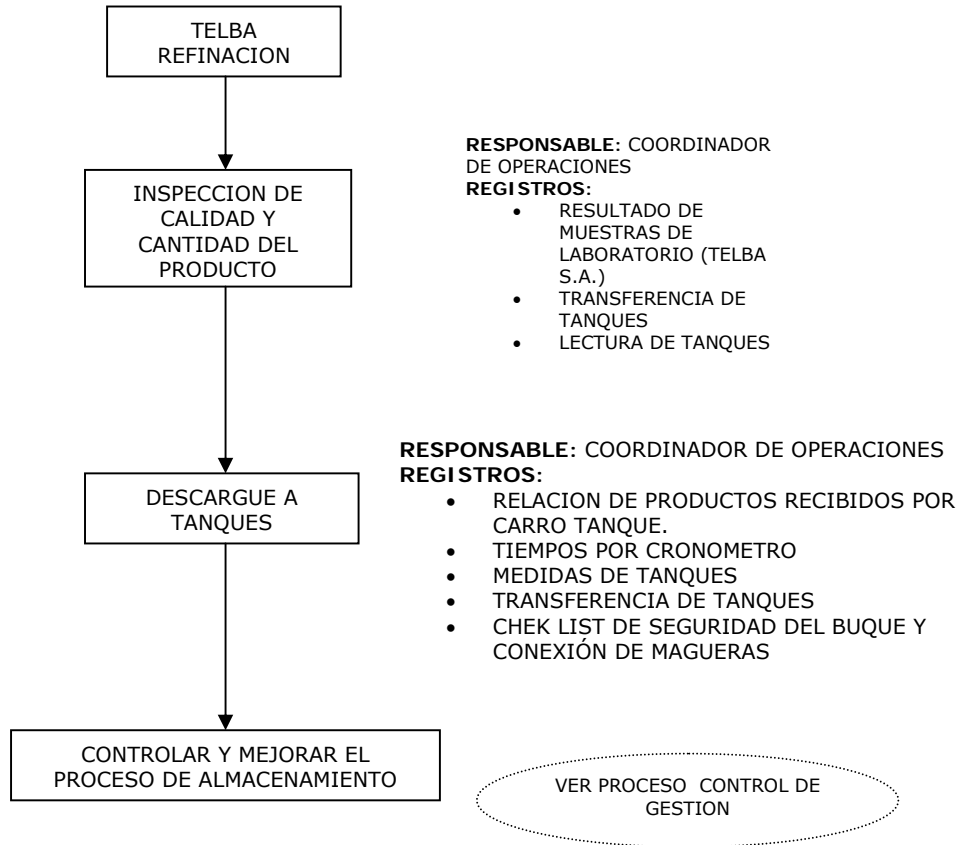 TELBA
REFINACION
INSPECCION DE
CALIDAD Y
CANTIDAD DEL
PRODUCTO
RESPONSABLE: COORDINADOR
DE OPERACIONES
REGISTROS:
• RESULTADO DE
MUESTRAS DE
LABORATORIO (TELBA
S.A.)
• TRANSFERENCIA DE
TANQUES
• LECTURA DE TANQUES
DESCARGUE A
TANQUES
RESPONSABLE: COORDINADOR DE OPERACIONES
REGISTROS:
• RELACION DE PRODUCTOS RECIBIDOS POR
CARRO TANQUE.
• TIEMPOS POR CRONOMETRO
• MEDIDAS DE TANQUES
• TRANSFERENCIA DE TANQUES
• CHEK LIST DE SEGURIDAD DEL BUQUE Y
CONEXIÓN DE MAGUERAS
CONTROLAR Y MEJORAR EL
PROCESO DE ALMACENAMIENTO
VER PROCESO CONTROL DE
GESTION